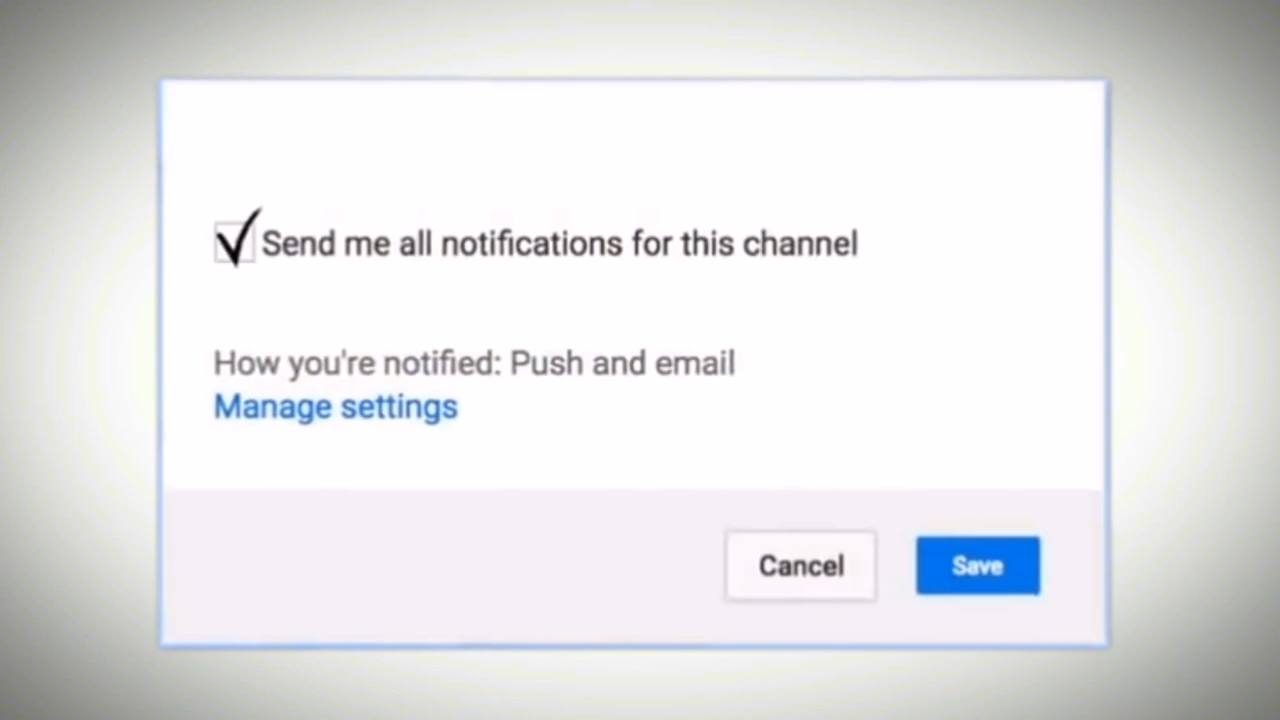 Send me all notifications for this channel
How you're notified: Push and email
Manage settings
Cancel
Save